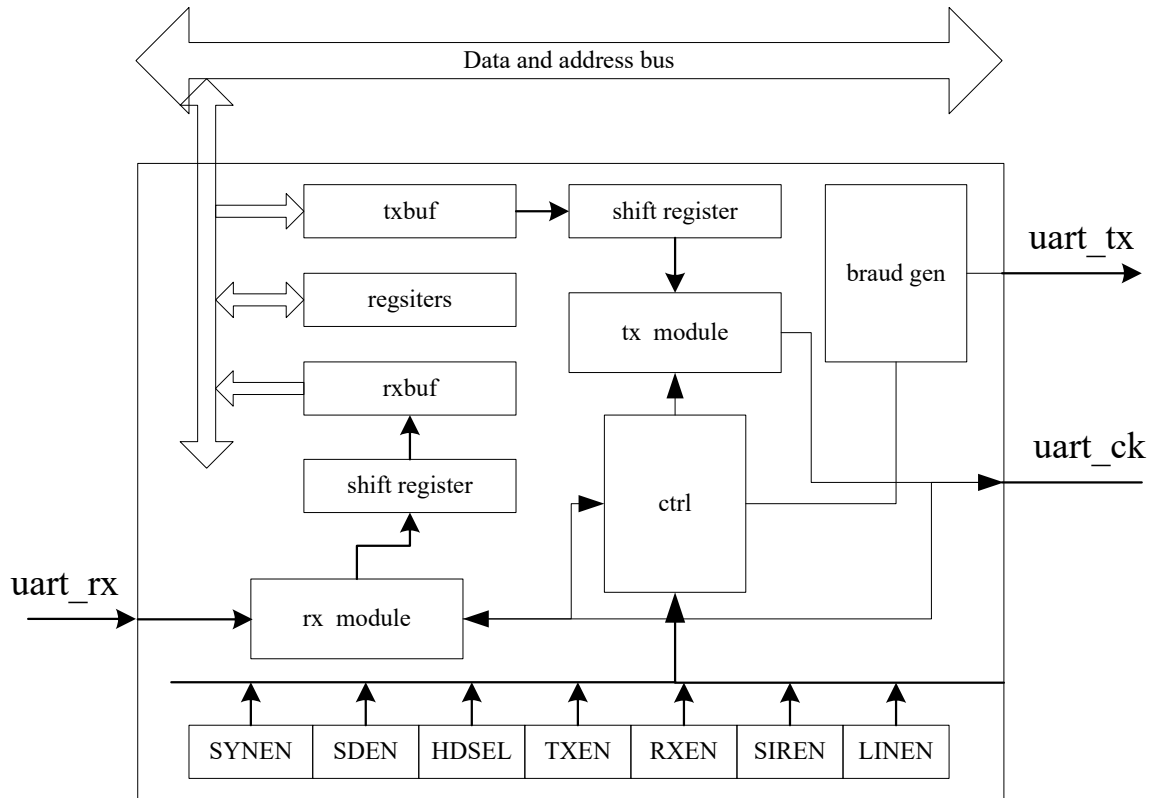 Data and address bus
txbuf
shift register
braud gen
uart_tx
regsiters
tx module
rxbuf
uart_ck
shift register
ctrl
uart_rx
rx module
SYNEN
SDEN
HDSEL
TXEN
RXEN
SIREN
LINEN